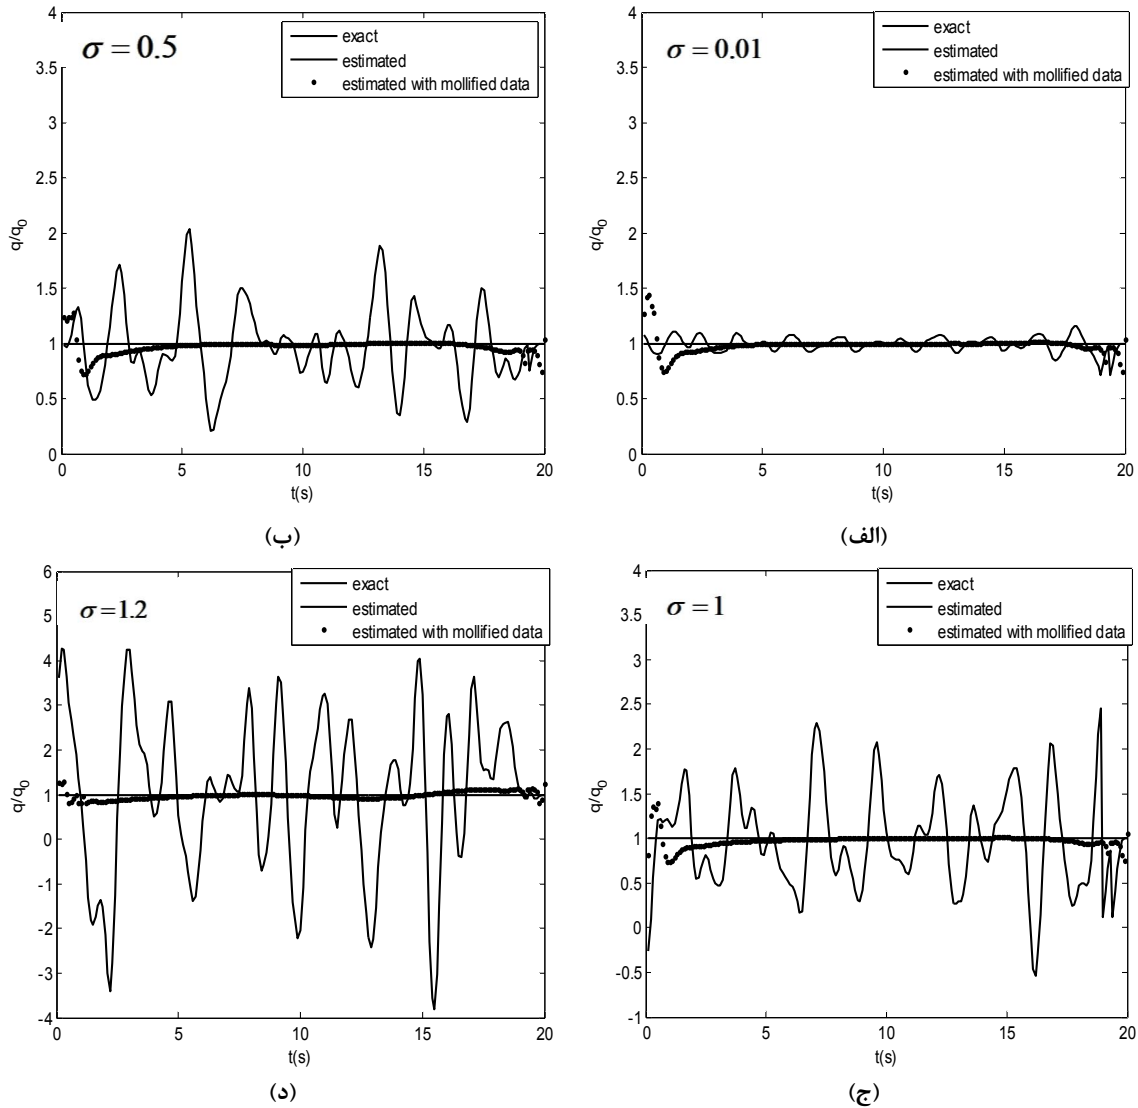 σ = 0.5
exact
estimated
estimated with mollified data
4
3.5
3
2.5
2
1.5
1
0.5
0
q/q0
0 5 10 15 20
t(s)
(ب)
σ = 0.01
exact
estimated
estimated with mollified data
4
3.5
3
2.5
2
1.5
1
0.5
0
q/q0
0 5 10 15 20
t(s)
(الف)
σ =1.2
exact
estimated
estimated with mollified data
6
5
4
3
2
1
0
-1
-2
-3
-4
q/q0
0 5 10 15 20
t(s)
(د)
σ = 1
exact
estimated
estimated with mollified data
4
3.5
3
2.5
2
1.5
1
0.5
0
-0.5
-1
q/q0
0 5 10 15 20
t(s)
(ج)